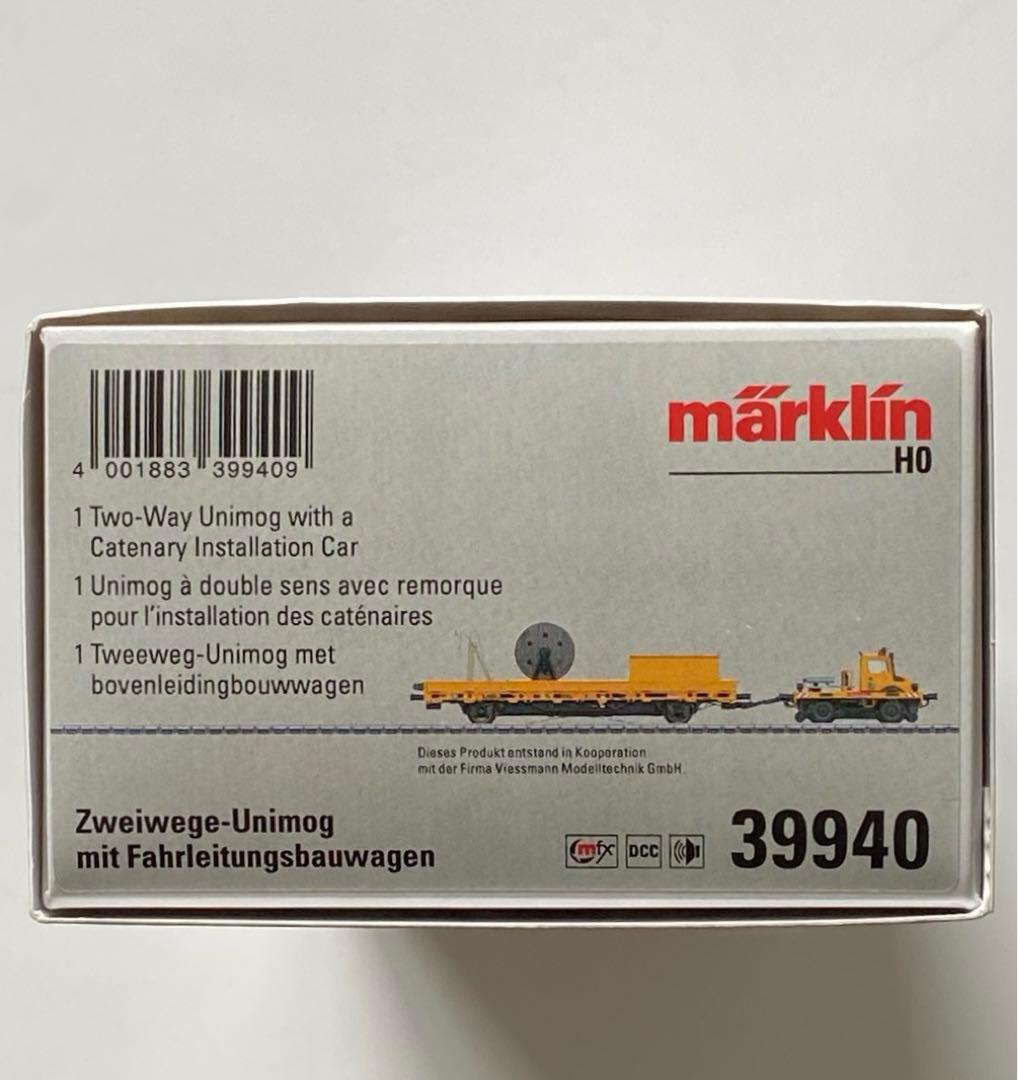 märklín
H0
4 001883 399409
1 Two-Way Unimog with a
Catenary Installation Car
1 Unimog à double sens avec remorque
pour l'installation des caténaires
1 Tweeweg-Unimog met
bovenleidingbouwwagen
Dieses Produkt entstand in Kooperation
mit der Firma Viessmann Modelltechnik GmbH.
Zweiwege-Unimog
mit Fahrleitungsbauwagen
mfx DCC
39940